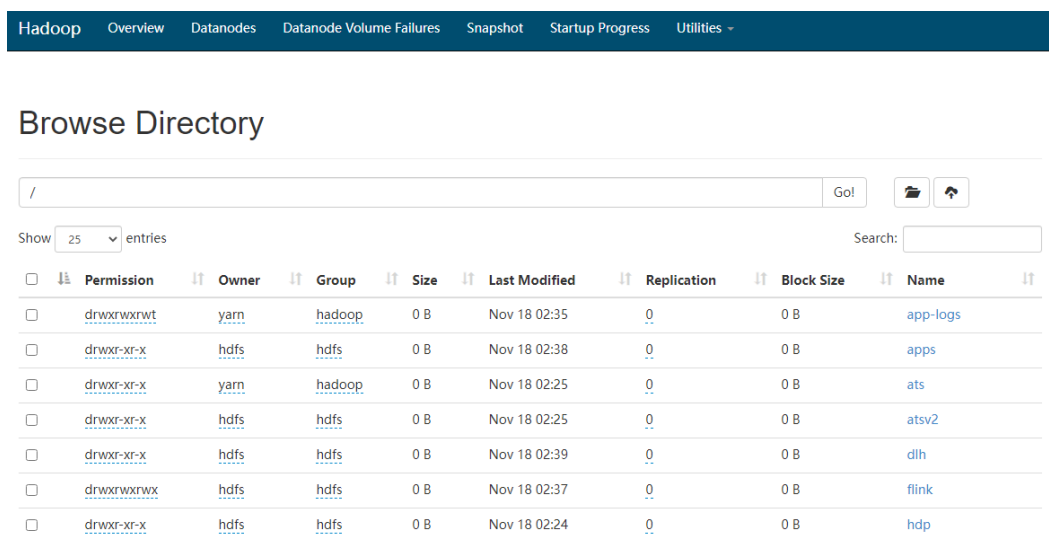 Hadoop Overview Datanodes Datanode Volume Failures Snapshot Startup Progress Utilities
Browse Directory
/ Go!
Show 25 entries Search:
Permission Owner Group Size Last Modified Replication Block Size Name
drwxrwxrwt yarn hadoop 0 B Nov 18 02:35 0 0 B app-logs
drwxr-xr-x hdfs hdfs 0 B Nov 18 02:38 0 0 B apps
drwxr-xr-x yarn hadoop 0 B Nov 18 02:25 0 0 B ats
drwxr-xr-x hdfs hdfs 0 B Nov 18 02:25 0 0 B atsv2
drwxr-xr-x hdfs hdfs 0 B Nov 18 02:39 0 0 B dlh
drwxrwxrwx hdfs hdfs 0 B Nov 18 02:37 0 0 B flink
drwxr-xr-x hdfs hdfs 0 B Nov 18 02:24 0 0 B hdp